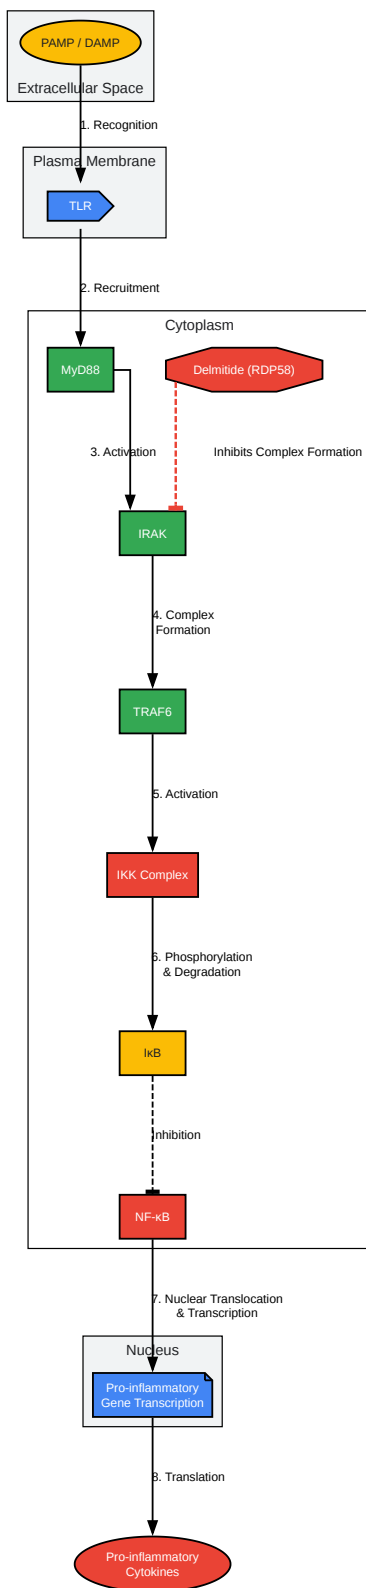 PAMP / DAMP
Extracellular Space
1. Recognition
Plasma Membrane
TLR
2. Recruitment
Cytoplasm
MyD88
Delmitide (RDP58)
3. Activation
Inhibits Complex Formation
IRAK
4. Complex
Formation
TRAF6
5. Activation
IKK Complex
6. Phosphorylation
& Degradation
IκB
Inhibition
NF-κB
7. Nuclear Translocation
& Transcription
Nucleus
Pro-inflammatory
Gene Transcription
8. Translation
Pro-inflammatory
Cytokines